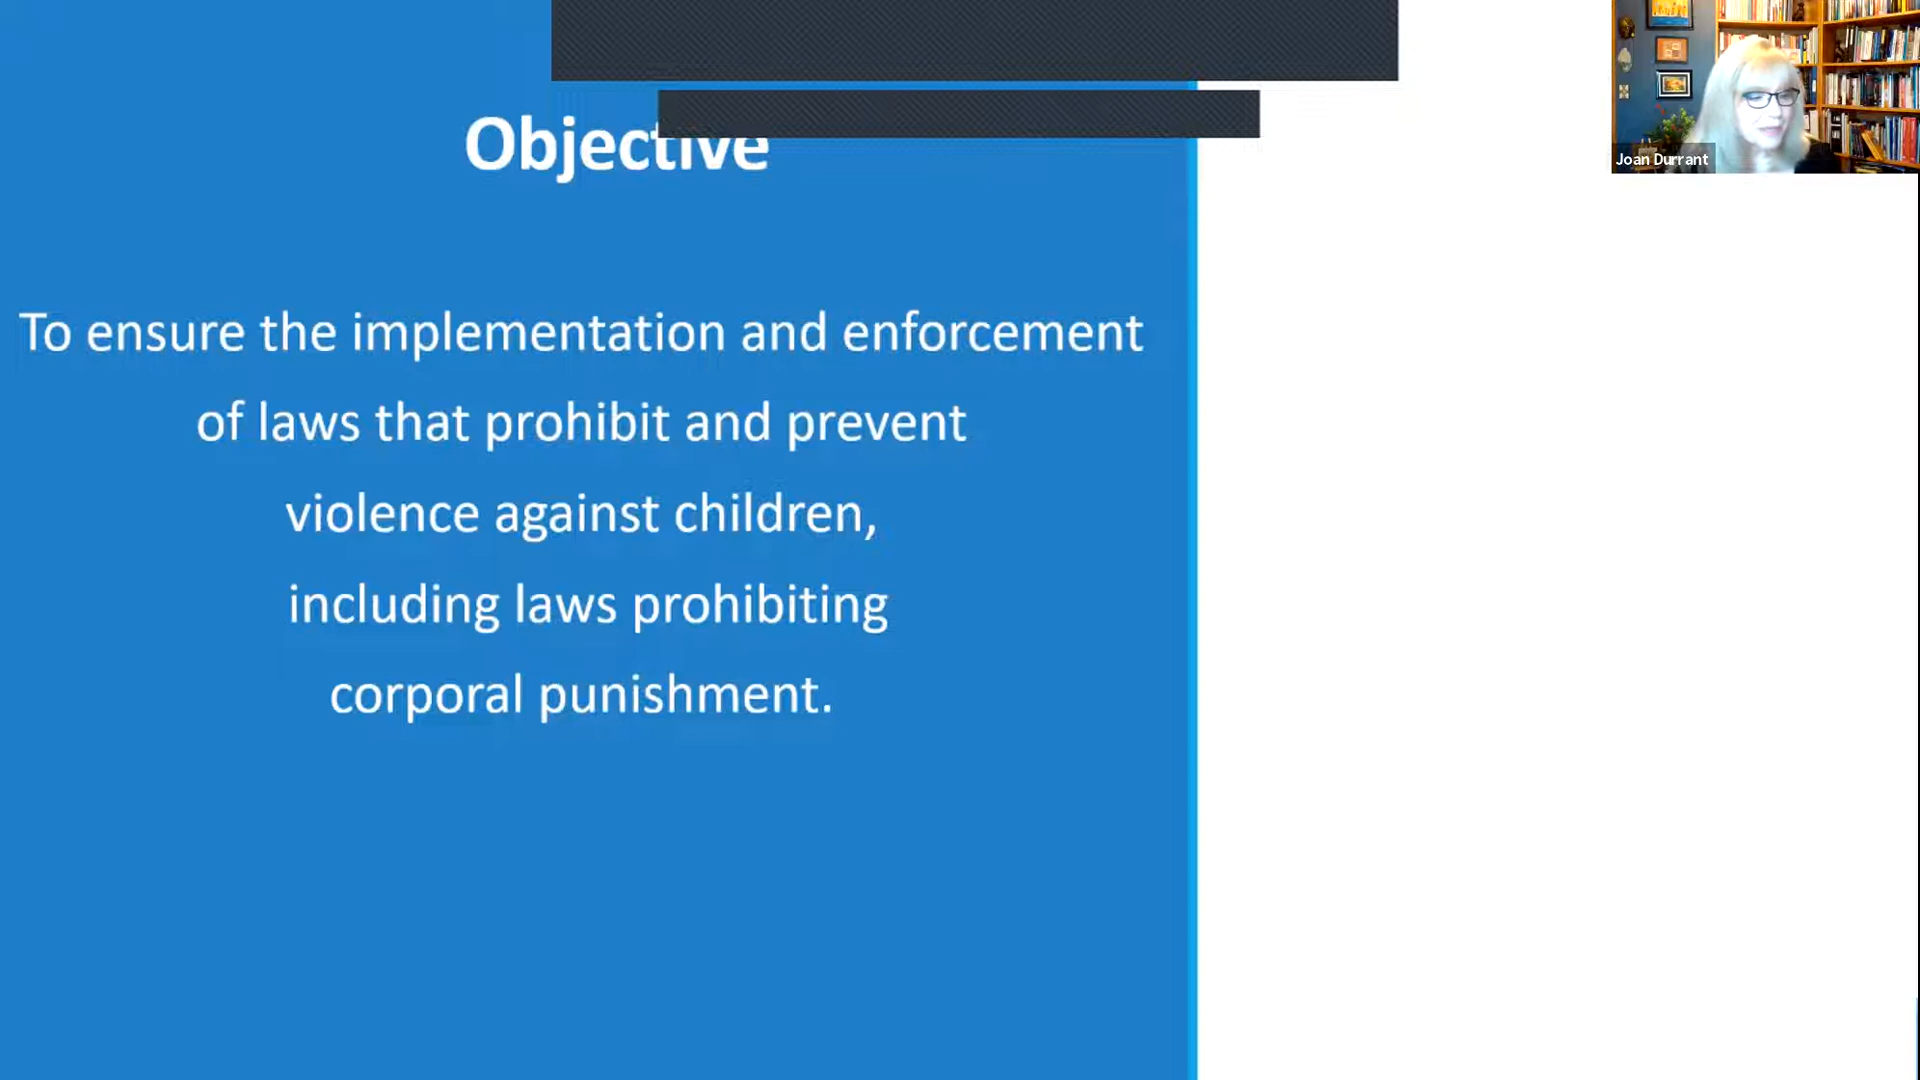 Objective
To ensure the implementation and enforcement
of laws that prohibit and prevent
violence against children,
including laws prohibiting
corporal punishment.
Joan Durrant